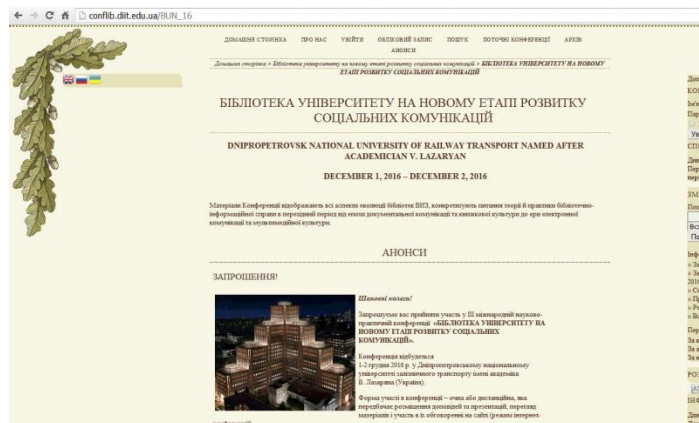 conflib.diit.edu.ua/BUN_16
ДОМАШНЯ СТОРІНКА ПРО НАС УВІЙТИ ОБЛІКОВИЙ ЗАПИС ПОШУК ПОТОЧНІ КОНФЕРЕНЦІЇ АРХІВ
АНОНСИ
Домашня сторінка > Бібліотека університету на новому етапі розвитку соціальних комунікацій > БІБЛІОТЕКА УНІВЕРСИТЕТУ НА НОВОМУ
ЕТАПІ РОЗВИТКУ СОЦІАЛЬНИХ КОМУНІКАЦІЙ
БІБЛІОТЕКА УНІВЕРСИТЕТУ НА НОВОМУ ЕТАПІ РОЗВИТКУ
СОЦІАЛЬНИХ КОМУНІКАЦІЙ
DNIPROPETROVSK NATIONAL UNIVERSITY OF RAILWAY TRANSPORT NAMED AFTER
ACADEMICIAN V. LAZARYAN
DECEMBER 1, 2016 – DECEMBER 2, 2016
Матеріали Конференції відображають всі аспекти еволюції бібліотек ВНЗ, конкретизують питання теорії й практики бібліотечно-
інформаційної справи в перехідний період від епохи документальної комунікації та книжкової культури до ери електронної
комунікації та мультимедійної культури.
АНОНСИ
ЗАПРОШЕННЯ!
Шановні колеги!
Запрошуємо вас прийняти участь у III міжнародній науково-
практичній конференції «БІБЛІОТЕКА УНІВЕРСИТЕТУ НА
НОВОМУ ЕТАПІ РОЗВИТКУ СОЦІАЛЬНИХ
КОМУНІКАЦІЙ».
Конференція відбудеться
1-2 грудня 2016 р. у Дніпропетровському національному
університеті залізничного транспорту імені академіка
В. Лазаряна (Україна).
Форма участі в конференції – очна або дистанційна, яка
передбачає розміщення доповідей та презентацій, перегляд
матеріалів і участь в їх обговоренні на сайті (режим інтернет-